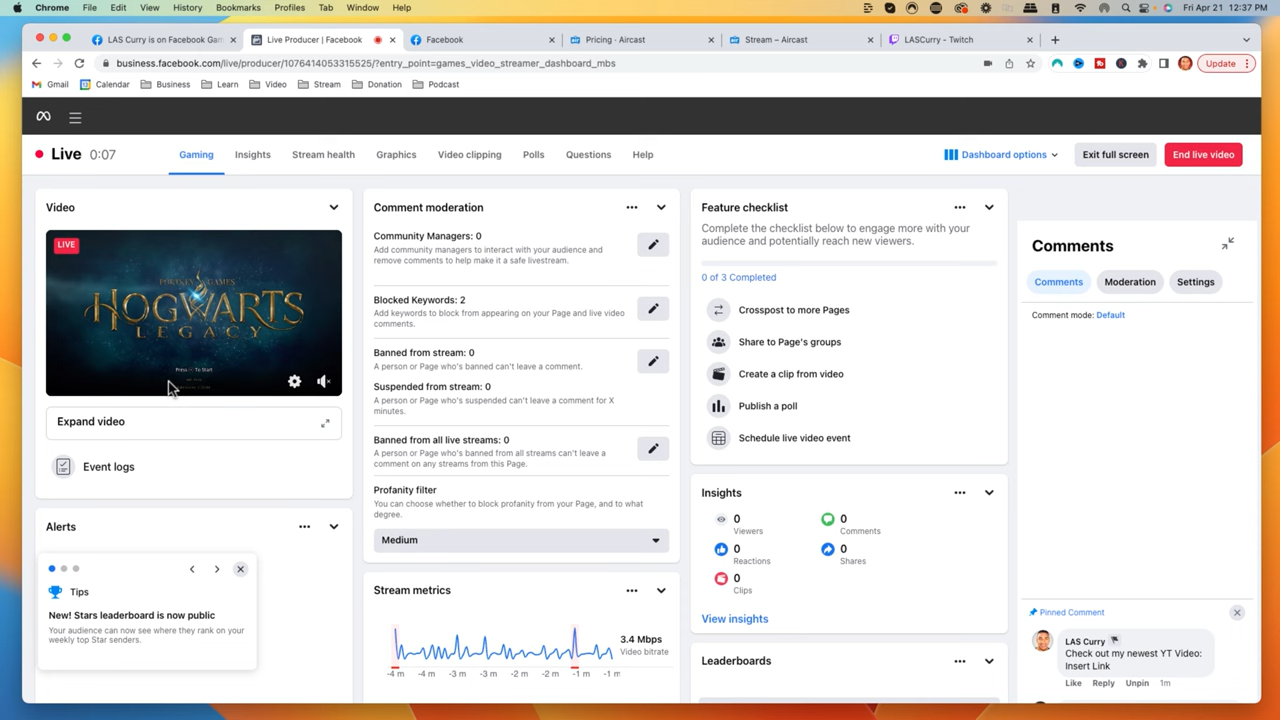 Chrome File Edit View History Bookmarks Profiles Tab Window Help Fri Apr 21 12:37 PM
LAS Curry is on Facebook Gam Live Producer | Facebook Facebook Pricing - Aircast Stream – Aircast LASCurry - Twitch
business.facebook.com/live/producer/1076414053315525/?entry_point=games_video_streamer_dashboard_mbs Update
Gmail Calendar Business Learn Video Stream Donation Podcast
Live 0:07 Gaming Insights Stream health Graphics Video clipping Polls Questions Help Dashboard options Exit full screen End live video
Video
LIVE
PORTKEY GAMES
HOGWARTS
LEGACY
To Start
Expand video
Event logs
Alerts
Tips
New! Stars leaderboard is now public
Your audience can now see where they rank on your
weekly top Star senders.
Comment moderation
Community Managers: 0
Add community managers to interact with your audience and
remove comments to help make it a safe livestream.
Blocked Keywords: 2
Add keywords to block from appearing on your Page and live video
comments.
Banned from stream: 0
A person or Page who's banned can't leave a comment.
Suspended from stream: 0
A person or Page who's suspended can't leave a comment for X
minutes.
Banned from all live streams: 0
A person or Page who's banned from all streams can't leave a
comment on any streams from this Page.
Profanity filter
You can choose whether to block profanity from your Page, and to what
degree.
Medium
Stream metrics
3.4 Mbps
Video bitrate
-4 m -4 m -3 m -3 m -2 m -2 m -1 m -1 m
Feature checklist
Complete the checklist below to engage more with your
audience and potentially reach new viewers.
0 of 3 Completed
Crosspost to more Pages
Share to Page's groups
Create a clip from video
Publish a poll
Schedule live video event
Insights
0 0
Viewers Comments
0 0
Reactions Shares
0
Clips
View insights
Leaderboards
Comments
Comments Moderation Settings
Comment mode: Default
Pinned Comment
LAS Curry
Check out my newest YT Video:
Insert Link
Like Reply Unpin 1m